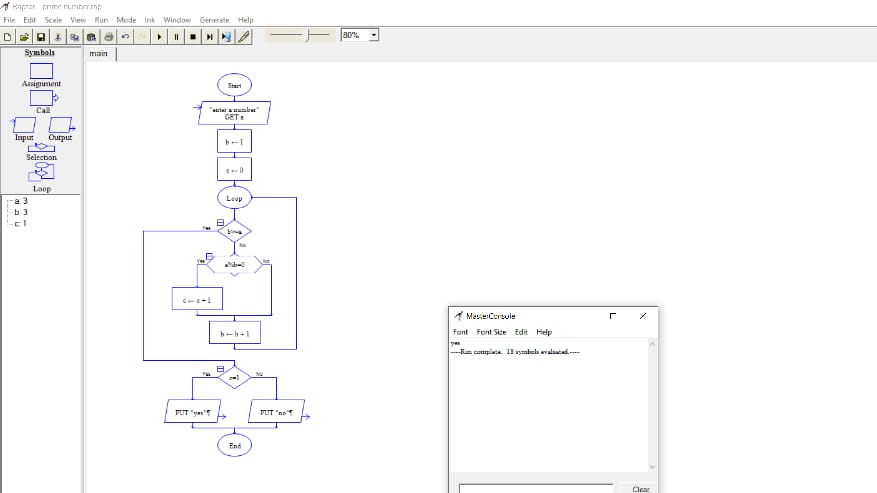 Raptor - prime number.rap
File Edit Scale View Run Mode Ink Window Generate Help
80%
Symbols
main
Assignment
Call
Input Output
Selection
Loop
a: 3
b: 3
c: 1
Start
"enter a number"
GET a
b ← 1
c ← 0
Loop
Yes
No
Yes
a%b=0
No
c ← c + 1
b ← b + 1
Yes
c=1
No
PUT "yes"¶
PUT "no"¶
End
MasterConsole
Font Font Size Edit Help
yes
----Run complete. 18 symbols evaluated.----
Clear